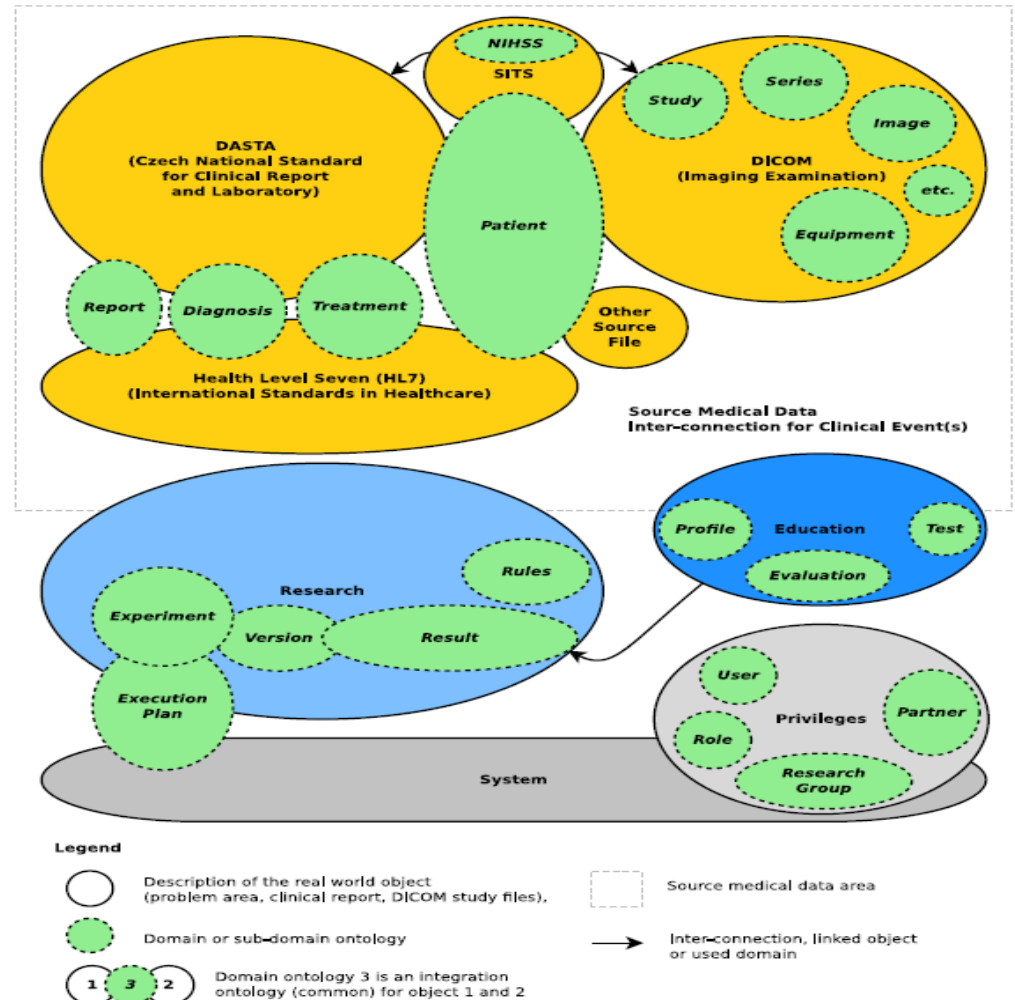 NIHSS
SITS
DASTA
(Czech National Standard
for Clinical Report
and Laboratory)
Study
Series
Image
DICOM
(Imaging Examination)
etc.
Equipment
Patient
Report
Diagnosis
Treatment
Other
Source
File
Health Level Seven (HL7)
(International Standards in Healthcare)
Source Medical Data
Inter-connection for Clinical Event(s)
Profile
Education
Test
Evaluation
Rules
Research
Experiment
Version
Result
Execution
Plan
User
Privileges
Partner
Role
Research
Group
System
Legend
Description of the real world object
(problem area, clinical report, DICOM study files),
Source medical data area
Domain or sub-domain ontology
Inter-connection, linked object
or used domain
1 3 2
Domain ontology 3 is an integration
ontology (common) for object 1 and 2